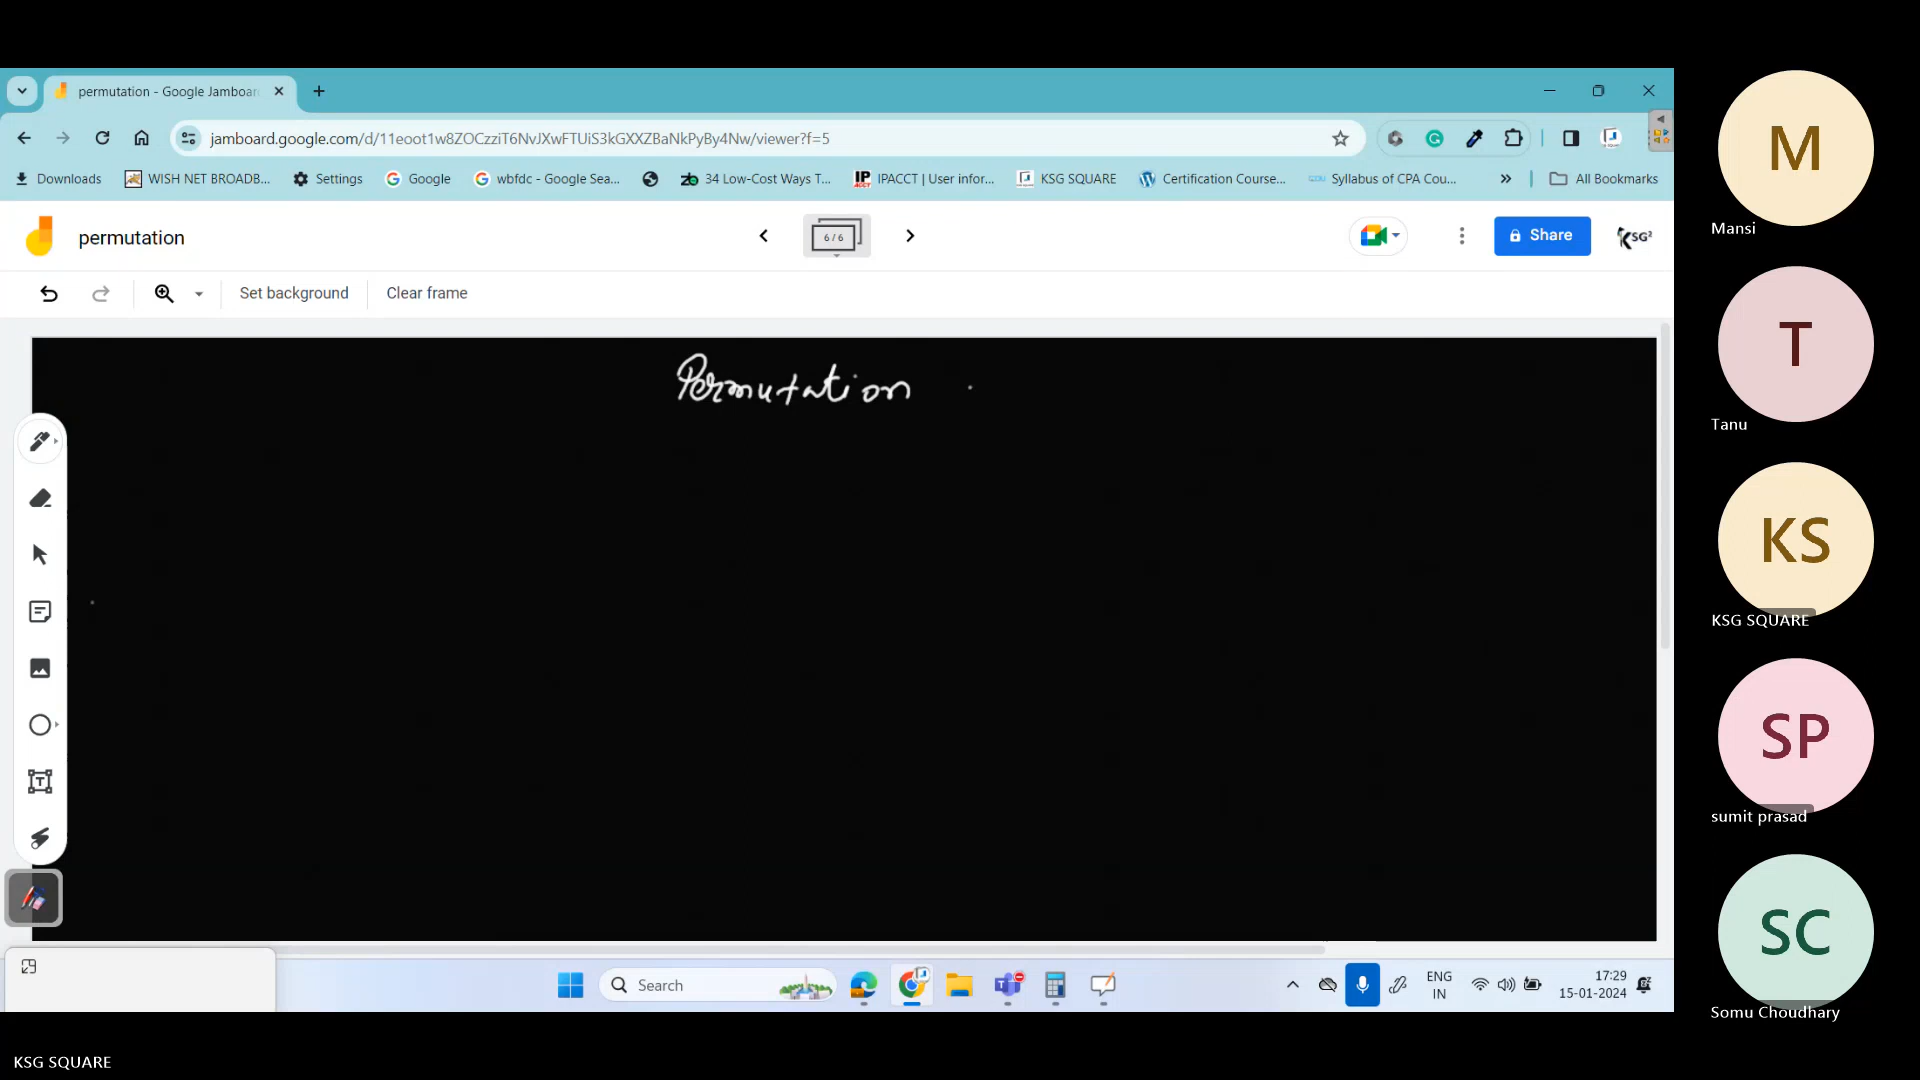 permutation - Google Jamboar
jamboard.google.com/d/11eoot1w8ZOCzziT6NvJXwFTUiS3kGXXZBaNkPyBy4Nw/viewer?f=5
Downloads WISH NET BROADB... Settings Google wbfdc - Google Sea... 34 Low-Cost Ways T... IPACCT | User infor... KSG SQUARE Certification Course... Syllabus of CPA Cou... » All Bookmarks
permutation 6 / 6 Share KSG²
Set background Clear frame
Permutation
Search ENG IN 17:29 15-01-2024
KSG SQUARE
M
Mansi
T
Tanu
KS
KSG SQUARE
SP
sumit prasad
SC
Somu Choudhary